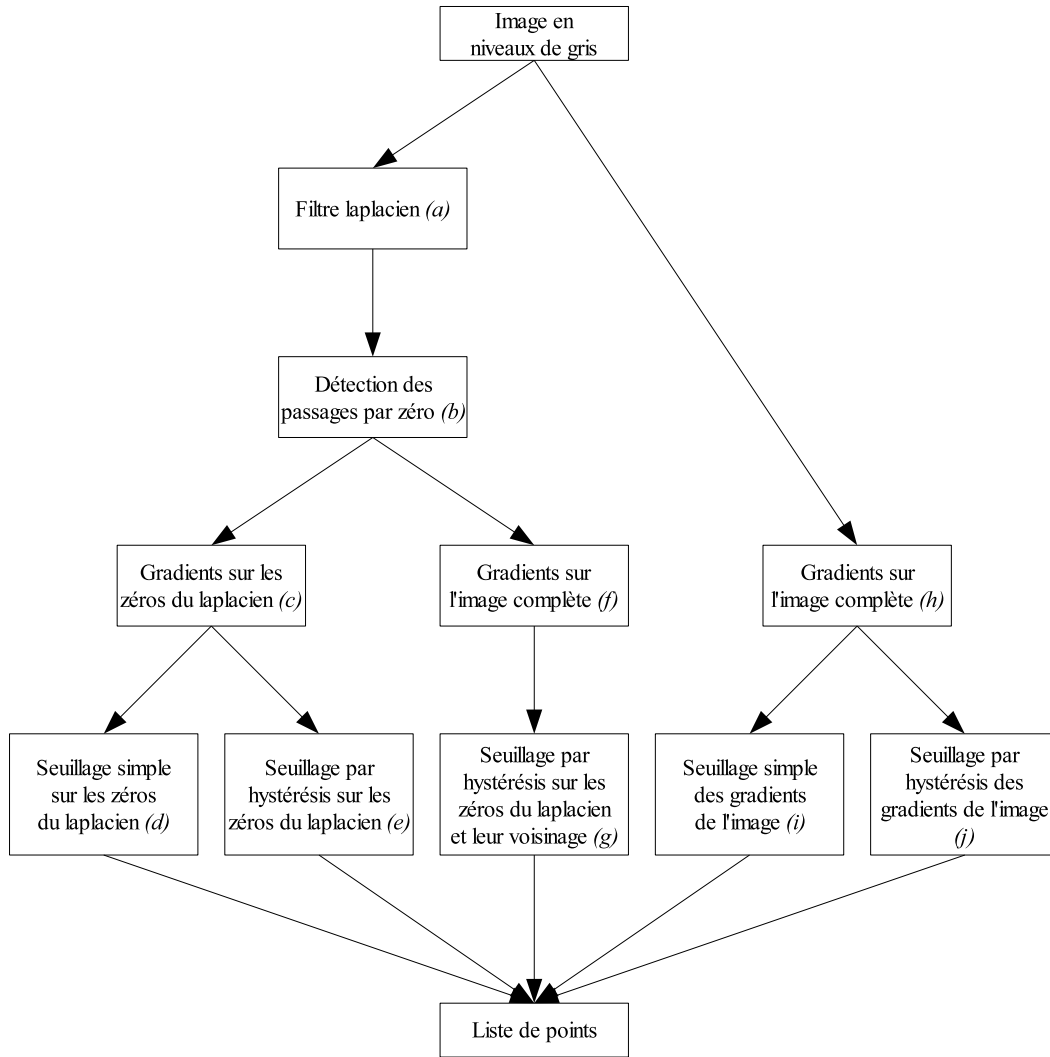 Image en
niveaux de gris
Filtre laplacien (a)
Détection des
passages par zéro (b)
Gradients sur les
zéros du laplacien (c)
Gradients sur
l'image complète (f)
Gradients sur
l'image complète (h)
Seuillage simple
sur les zéros
du laplacien (d)
Seuillage par
hystérésis sur les
zéros du laplacien (e)
Seuillage par
hystérésis sur les
zéros du laplacien
et leur voisinage (g)
Seuillage simple
des gradients
de l'image (i)
Seuillage par
hystérésis des
gradients de l'image
(j)
Liste de points